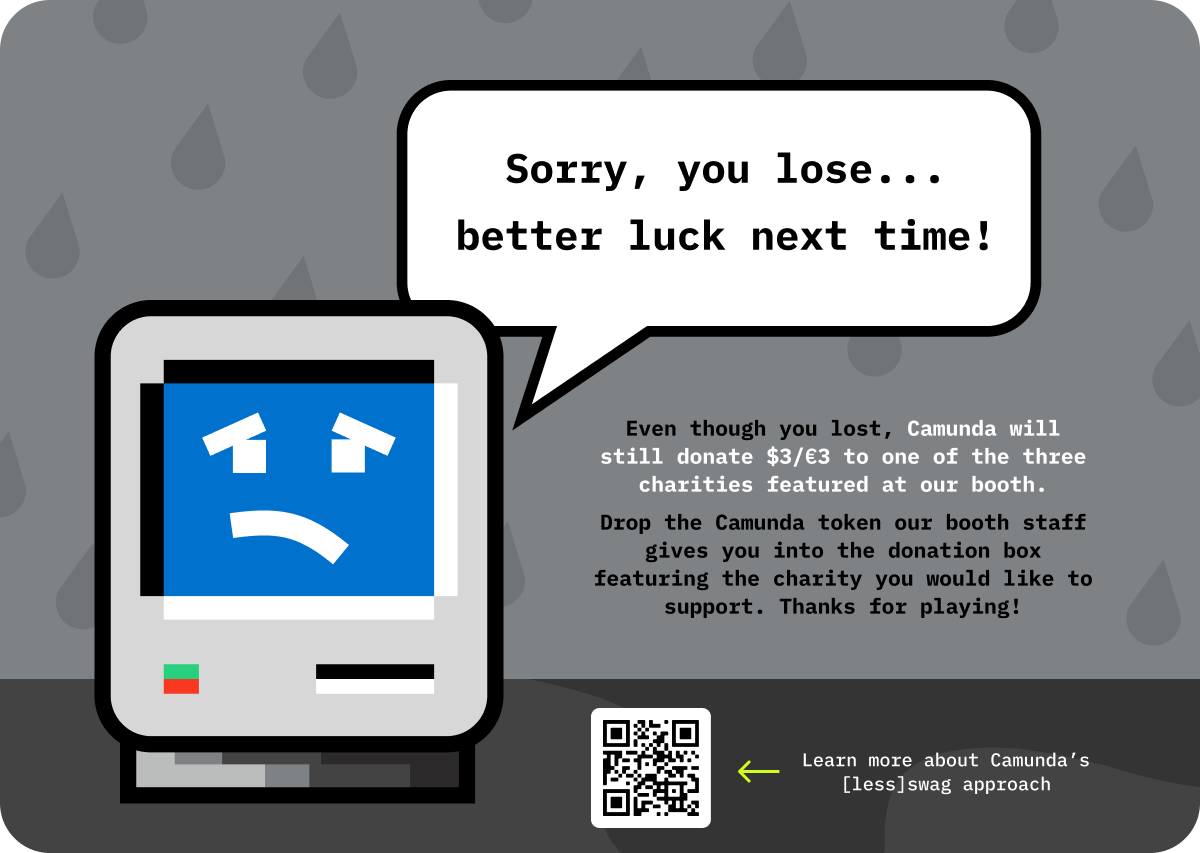 Sorry, you lose...
better luck next time!
Even though you lost, Camunda will
still donate $3/€3 to one of the three
charities featured at our booth.
Drop the Camunda token our booth staff
gives you into the donation box
featuring the charity you would like to
support. Thanks for playing!
Learn more about Camunda’s
[less]swag approach